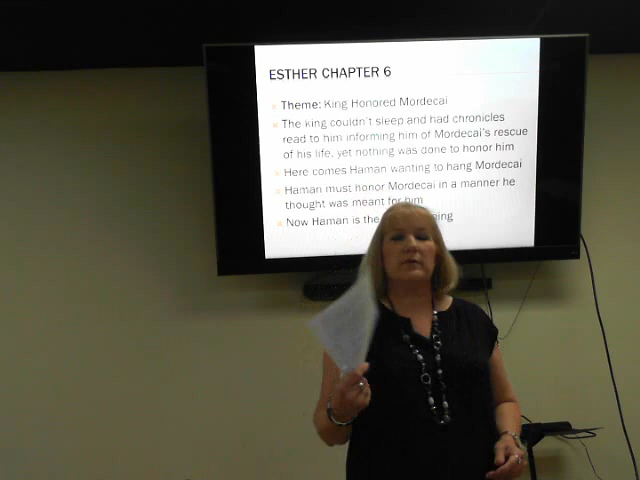 ESTHER CHAPTER 6
Theme: King Honored Mordecai
The king couldn't sleep and had chronicles
read to him informing him of Mordecai's rescue
of his life, yet nothing was done to honor him
Here comes Haman wanting to hang Mordecai
Haman must honor Mordecai in a manner he
thought was meant for him
Now Haman is the